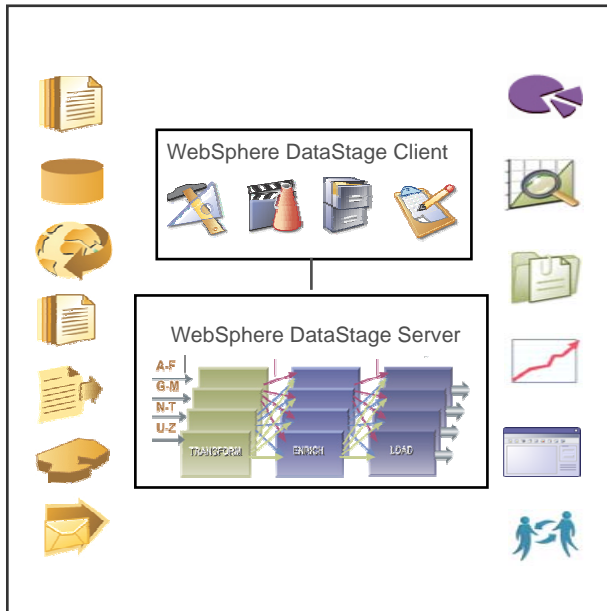 WebSphere DataStage Client
WebSphere DataStage Server
A-F
G-M
N-T
U-Z
TRANSFORM
ENRICH
LOAD